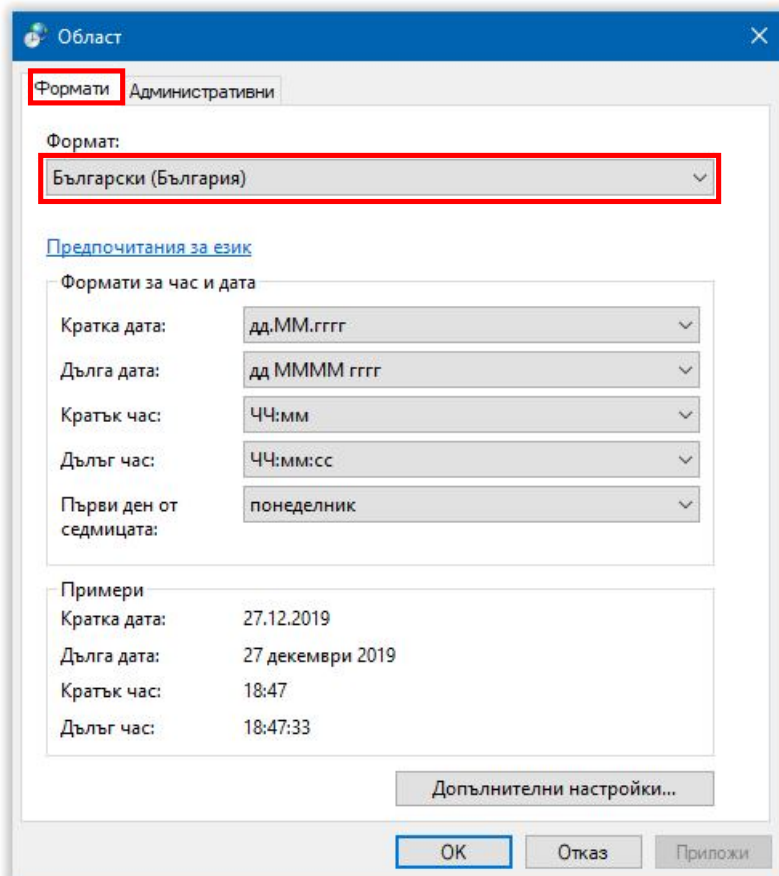 Област
Формати Административни
Формат:
Български (България)
Предпочитания за език
Формати за час и дата
Кратка дата: дд.ММ.гггг
Дълга дата: дд ММММ гггг
Кратък час: ЧЧ:мм
Дълъг час: ЧЧ:мм:сс
Първи ден от понеделник
седмицата:
Примери
Кратка дата: 27.12.2019
Дълга дата: 27 декември 2019
Кратък час: 18:47
Дълъг час: 18:47:33
Допълнителни настройки...
OK Отказ Приложи